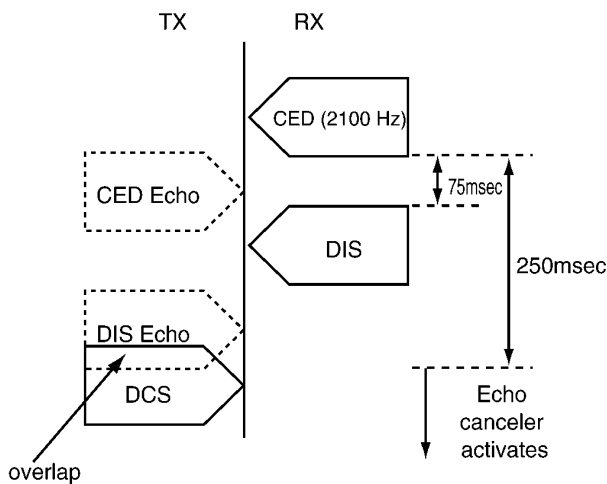 TX
RX
CED (2100 Hz)
75msec
CED Echo
DIS
250msec
DIS Echo
DCS
Echo
canceler
activates
overlap